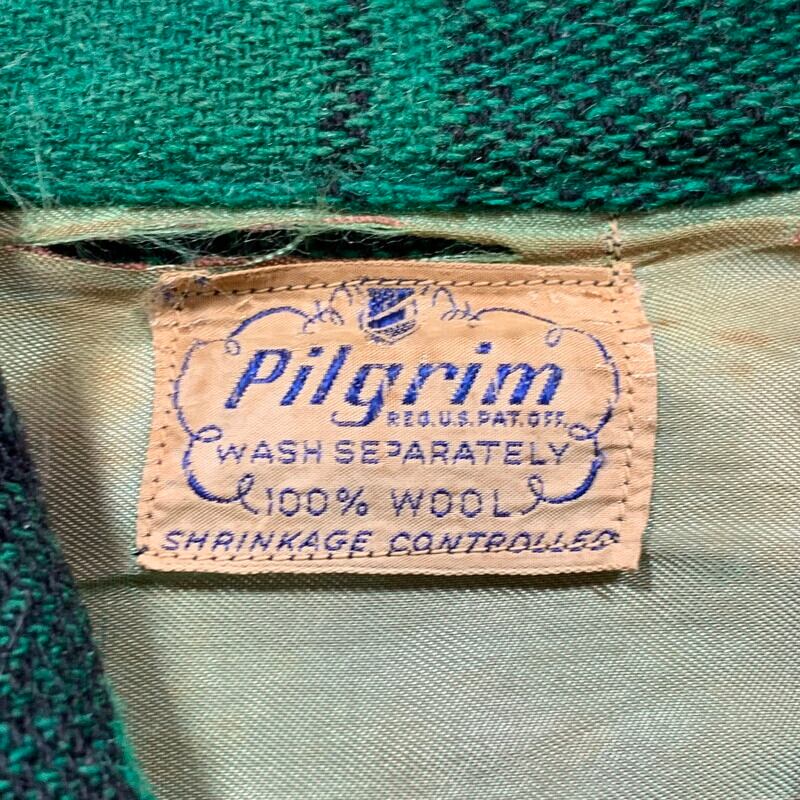 Pilgrim
REG.U.S.PAT.OFF.
WASH SEPARATELY
100% WOOL
SHRINKAGE CONTROLLED